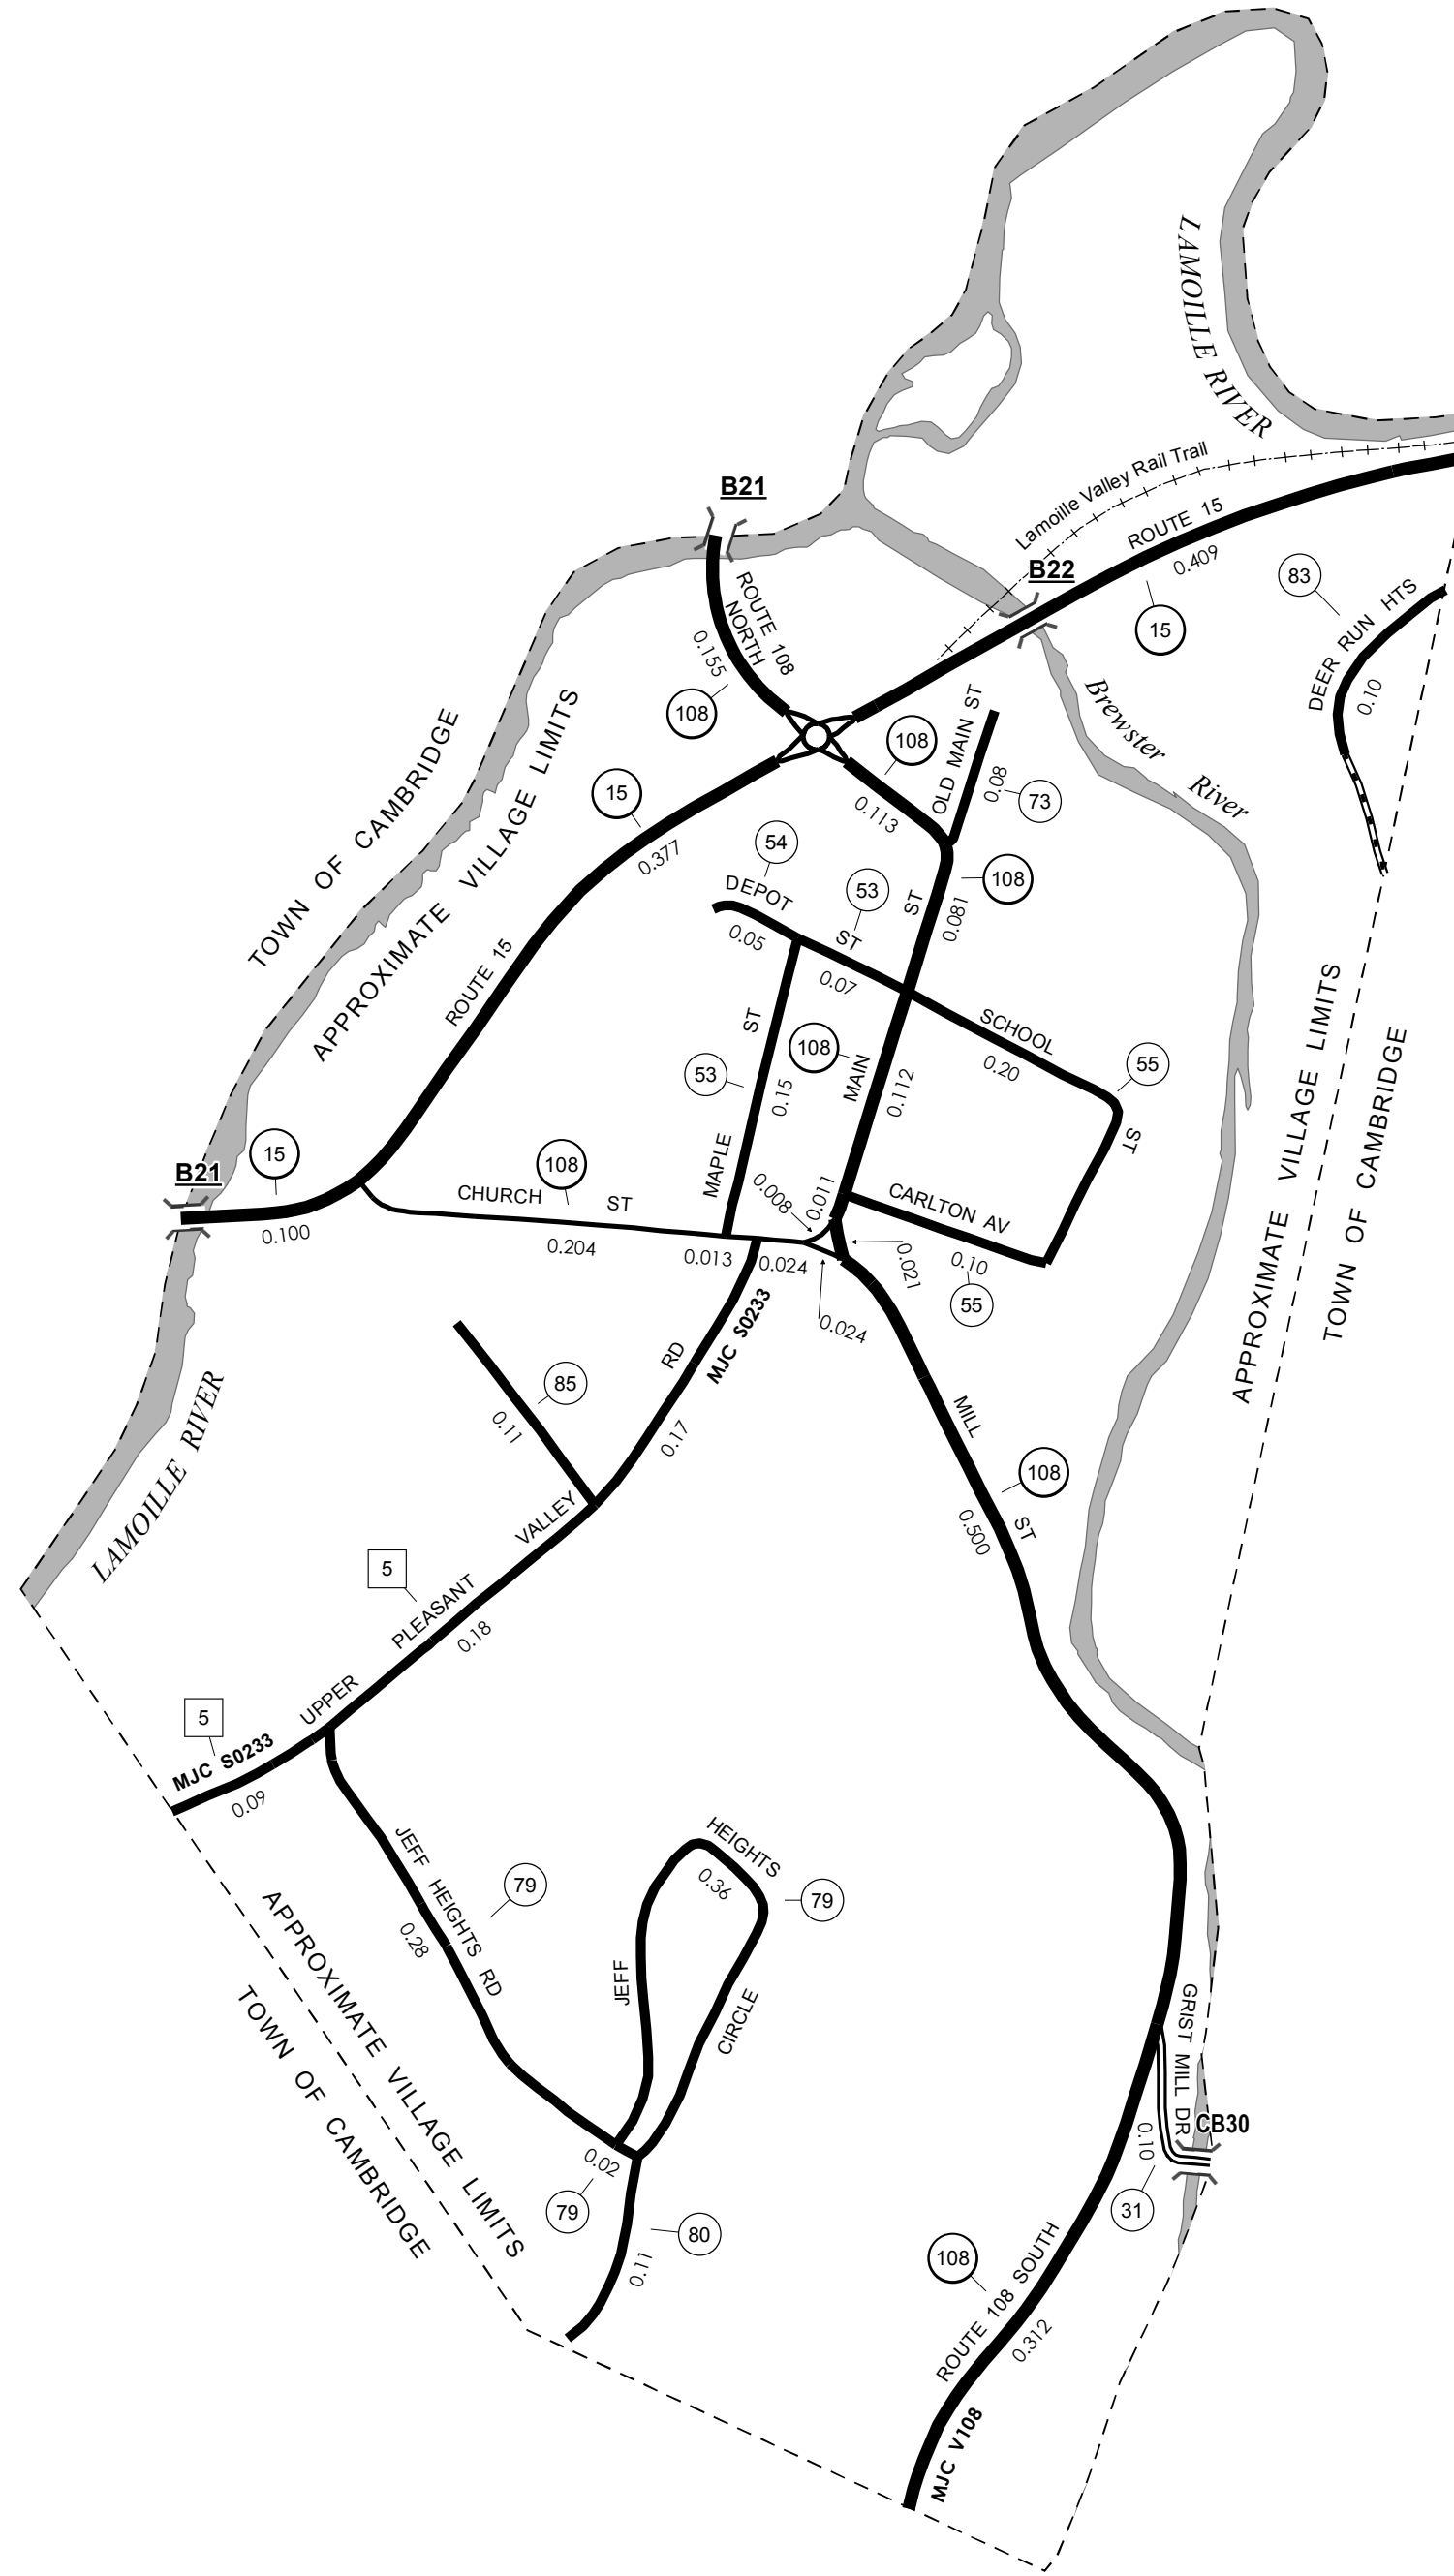 LAMOILLE RIVER
Lamoille Valley Rail Trail
B21
ROUTE 15
0.409
B22
83
15
DEER RUN HTS
0.10
ROUTE 108
NORTH
0.155
108
Brewster River
TOWN OF CAMBRIDGE
APPROXIMATE VILLAGE LIMITS
108
OLD MAIN ST
0.08
73
0.113
15
0.377
54
DEPOT ST
53
0.05
0.07
108
0.081
MAIN ST
ROUTE 15
SCHOOL ST
0.20
55
108
0.112
53
MAPLE ST
0.15
APPROXIMATE VILLAGE LIMITS
TOWN OF CAMBRIDGE
B21
15
0.100
108
CHURCH ST
0.204
0.013
0.024
0.008
0.011
CARLTON AV
0.10
55
0.021
0.024
MJC S0233
85
0.11
0.17
LAMOILLE RIVER
MILL ST
108
0.500
5
UPPER PLEASANT VALLEY RD
0.18
5
MJC S0233
0.09
JEFF HEIGHTS RD
0.28
79
JEFF HEIGHTS CIRCLE
0.36
79
APPROXIMATE VILLAGE LIMITS
TOWN OF CAMBRIDGE
0.02
79
80
0.11
GRIST MILL DR
CB30
0.10
31
108
ROUTE 108 SOUTH
0.312
MJC V108